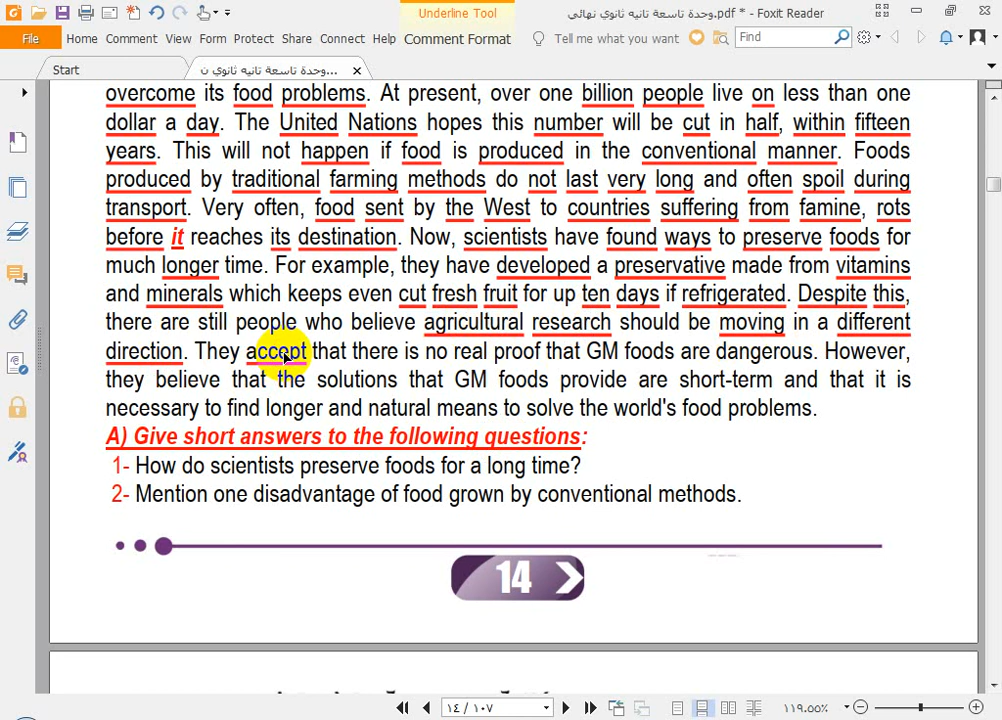 Underline Tool
وحدة تاسعة تانيه ثانوي نهائي.pdf * - Foxit Reader
File Home Comment View Form Protect Share Connect Help Comment Format Tell me what you want Find
Start
وحدة تاسعة تانيه ثانوي ن...
overcome its food problems. At present, over one billion people live on less than one
dollar a day. The United Nations hopes this number will be cut in half, within fifteen
years. This will not happen if food is produced in the conventional manner. Foods
produced by traditional farming methods do not last very long and often spoil during
transport. Very often, food sent by the West to countries suffering from famine, rots
before it reaches its destination. Now, scientists have found ways to preserve foods for
much longer time. For example, they have developed a preservative made from vitamins
and minerals which keeps even cut fresh fruit for up ten days if refrigerated. Despite this,
there are still people who believe agricultural research should be moving in a different
direction. They accept that there is no real proof that GM foods are dangerous. However,
they believe that the solutions that GM foods provide are short-term and that it is
necessary to find longer and natural means to solve the world's food problems.
A) Give short answers to the following questions:
1- How do scientists preserve foods for a long time?
2- Mention one disadvantage of food grown by conventional methods.
14
١٤ / ١٠٧
١١٩.٥٥%